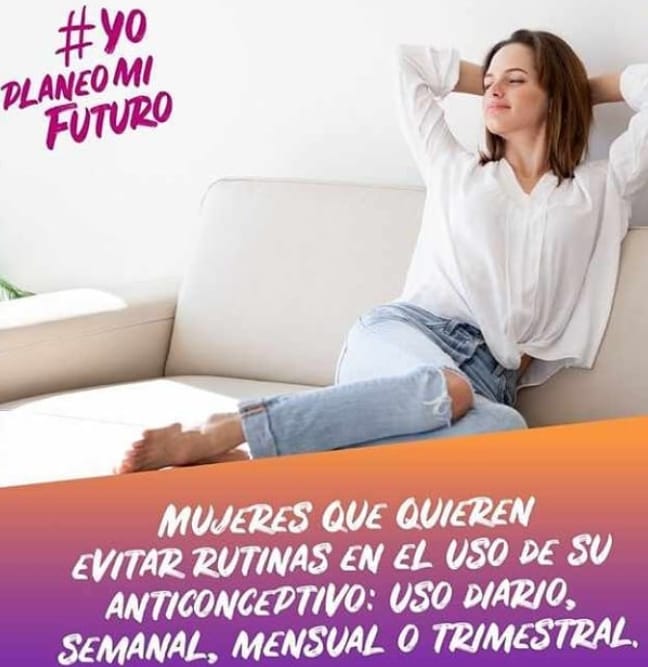 #YO
PLANEO MI
FUTURO
MUJERES QUE QUIEREN
EVITAR RUTINAS EN EL USO DE SU
ANTICONCEPTIVO: USO DIARIO,
SEMANAL, MENSUAL O TRIMESTRAL.